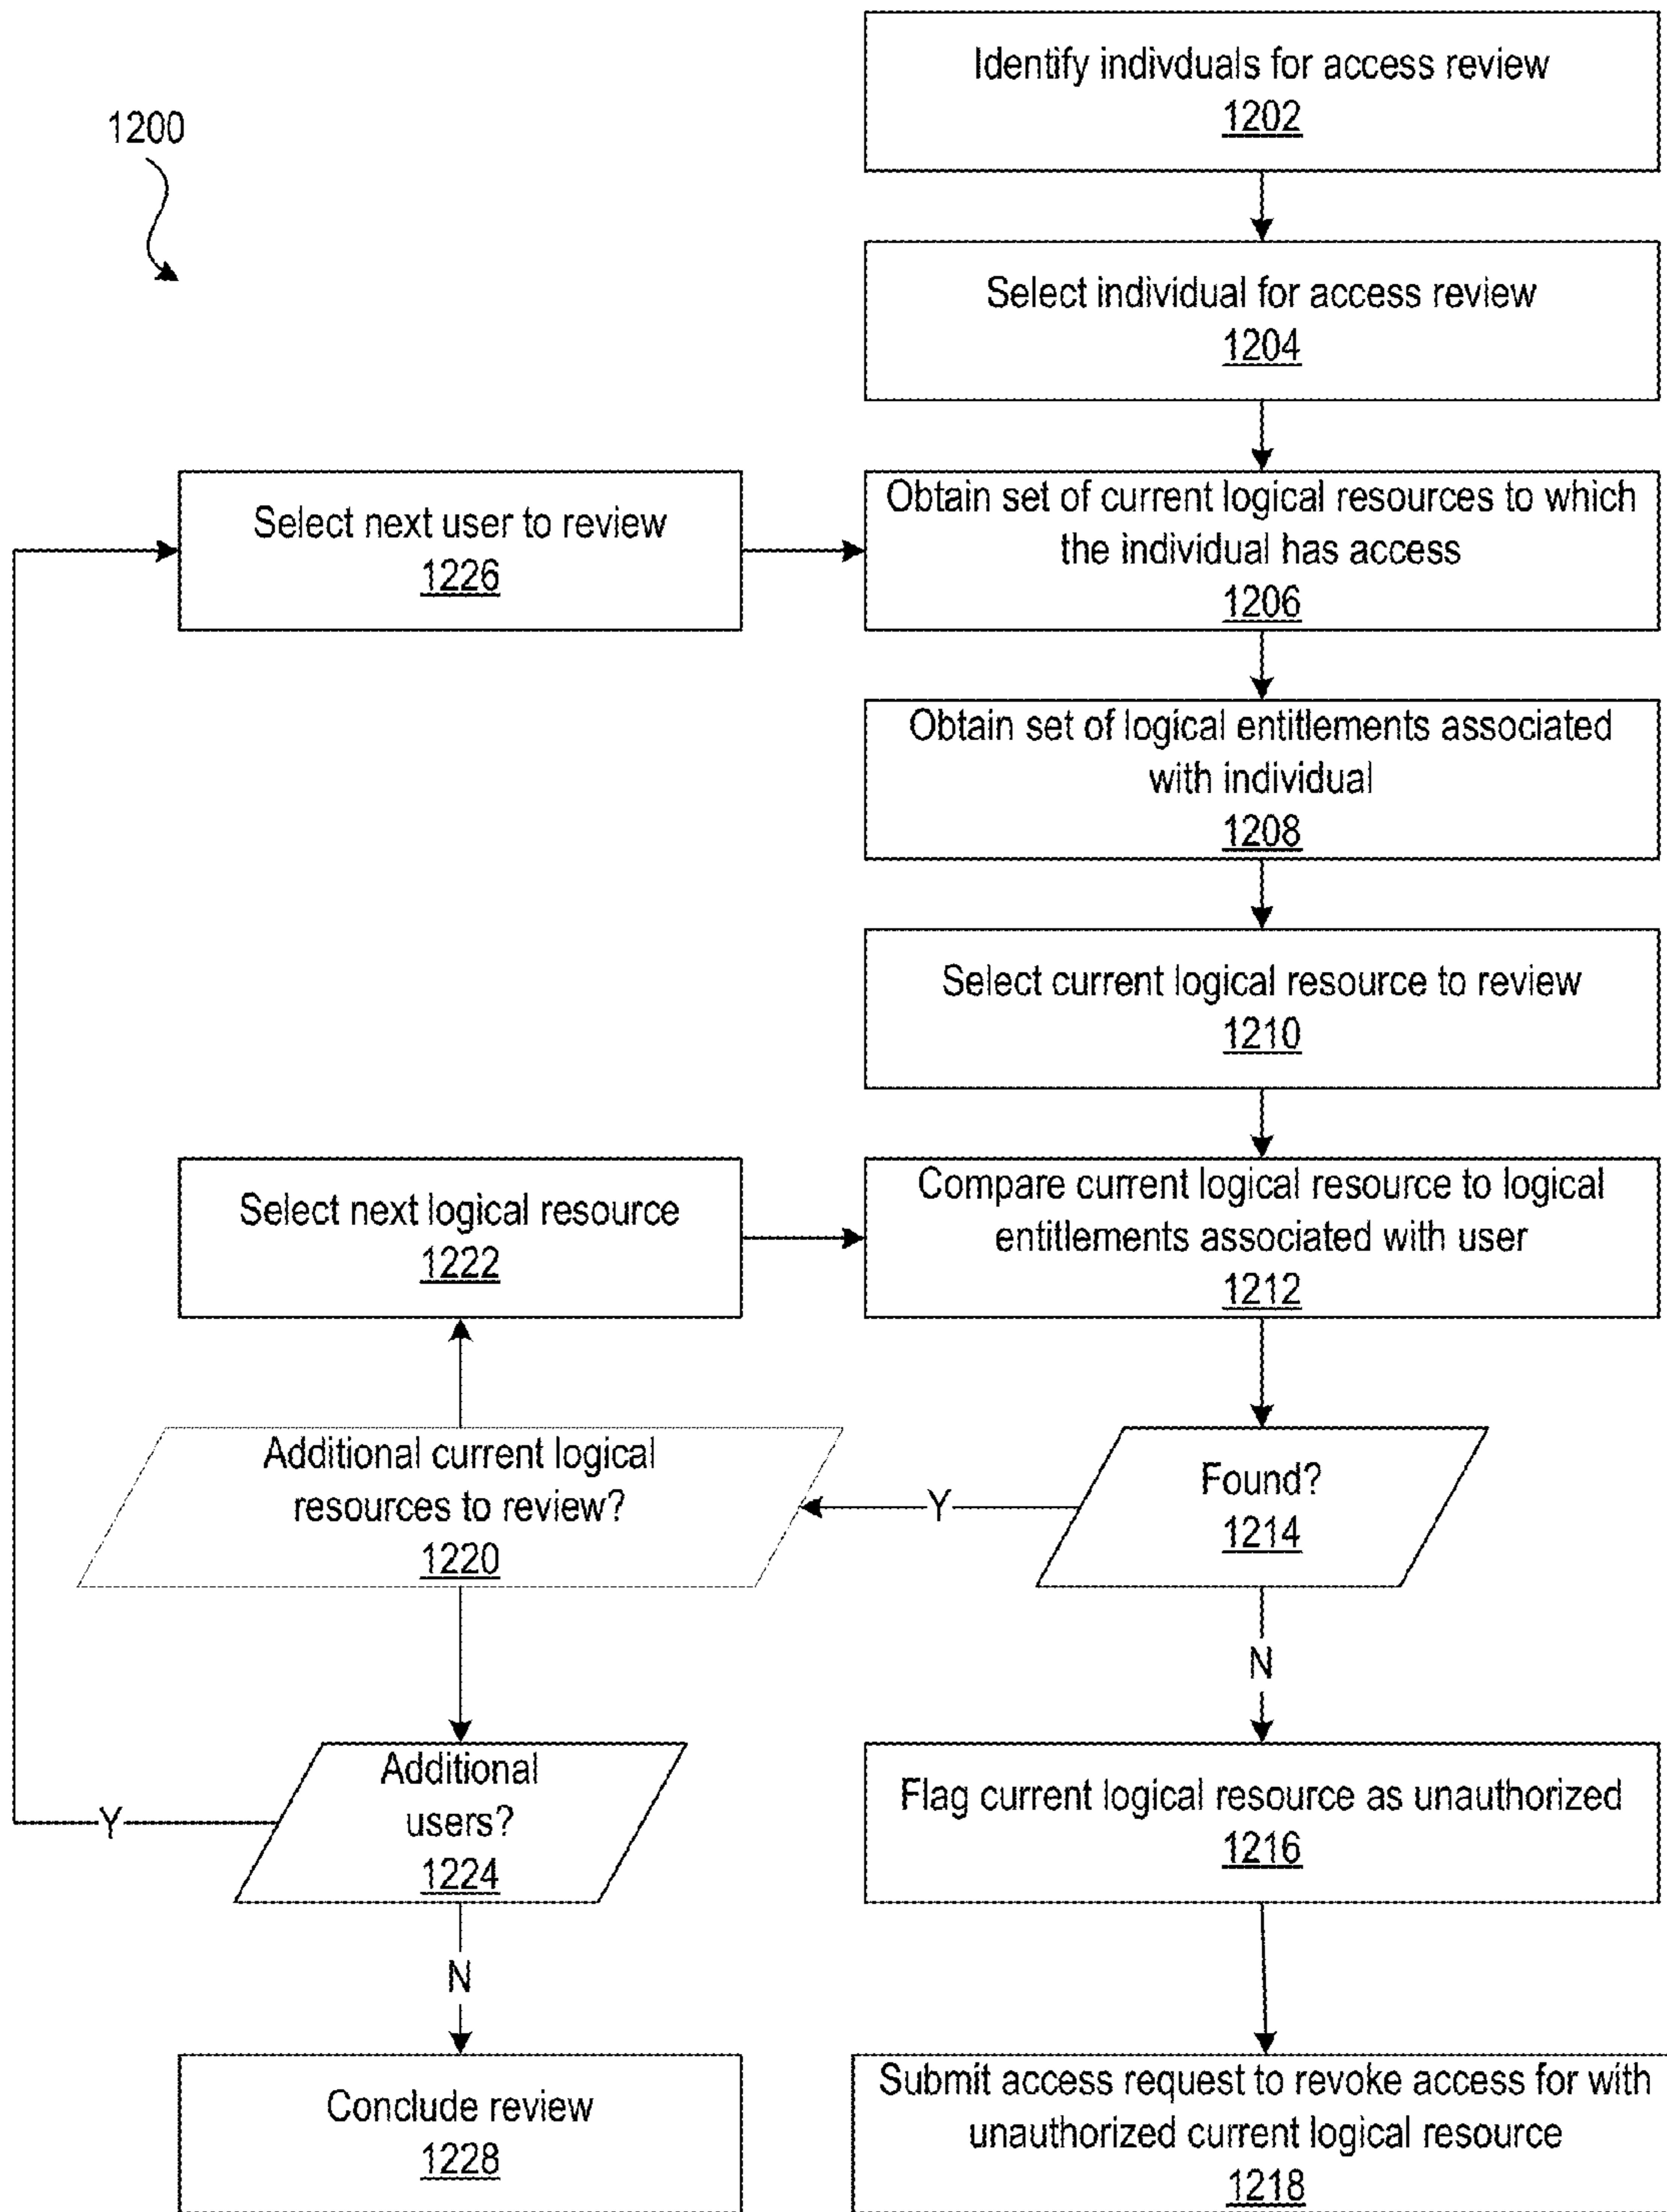 1200
Identify indivduals for access review
1202
Select individual for access review
1204
Select next user to review
1226
Obtain set of current logical resources to which
the individual has access
1206
Obtain set of logical entitlements associated
with individual
1208
Select current logical resource to review
1210
Select next logical resource
1222
Compare current logical resource to logical
entitlements associated with user
1212
Additional current logical
resources to review?
1220
Y
Found?
1214
N
Y
Additional
users?
1224
Flag current logical resource as unauthorized
1216
N
Conclude review
1228
Submit access request to revoke access for with
unauthorized current logical resource
1218